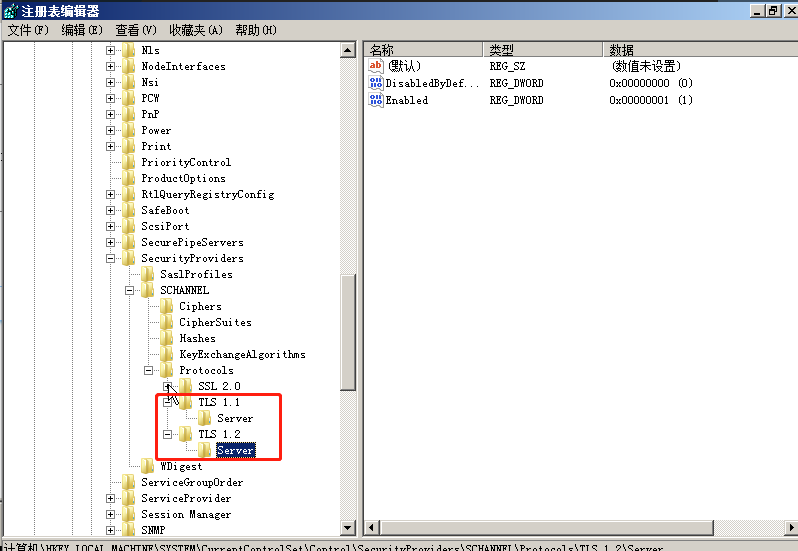 注册表编辑器
文件(F) 编辑(E) 查看(V) 收藏夹(A) 帮助(H)
Nls
NodeInterfaces
Nsi
PCW
PnP
Power
Print
PriorityControl
ProductOptions
RtlQueryRegistryConfig
SafeBoot
ScsiPort
SecurePipeServers
SecurityProviders
SaslProfiles
SCHANNEL
Ciphers
CipherSuites
Hashes
KeyExchangeAlgorithms
Protocols
SSL 2.0
TLS 1.1
Server
TLS 1.2
Server
WDigest
ServiceGroupOrder
ServiceProvider
Session Manager
SNMP
名称 类型 数据
(默认) REG_SZ (数值未设置)
DisabledByDef... REG_DWORD 0x00000000 (0)
Enabled REG_DWORD 0x00000001 (1)
计算机\HKEY_LOCAL_MACHINE\SYSTEM\CurrentControlSet\Control\SecurityProviders\SCHANNEL\Protocols\TLS 1.2\Server